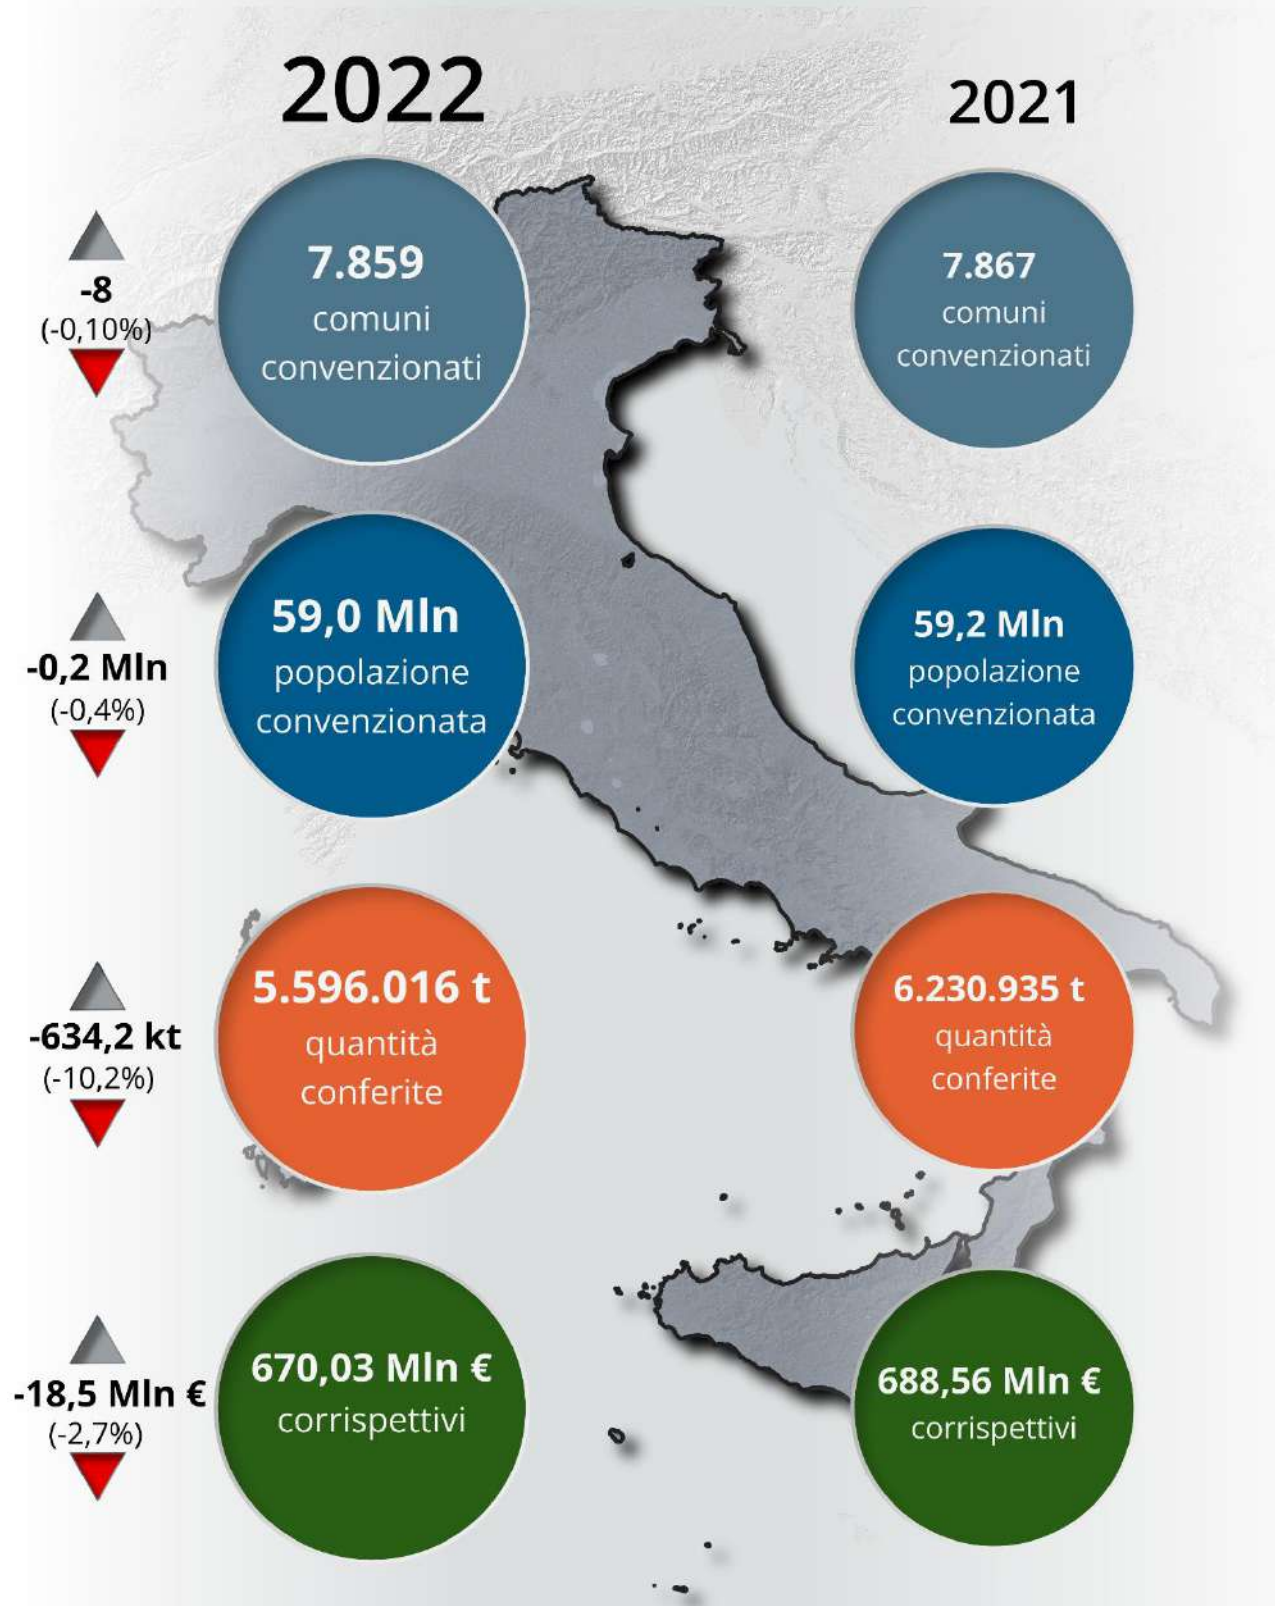 2022
2021
-8
(-0,10%)
7.859
comuni
convenzionati
7.867
comuni
convenzionati
-0,2 Mln
(-0,4%)
59,0 Mln
popolazione
convenzionata
59,2 Mln
popolazione
convenzionata
-634,2 kt
(-10,2%)
5.596.016 t
quantità
conferite
6.230.935 t
quantità
conferite
-18,5 Mln €
(-2,7%)
670,03 Mln €
corrispettivi
688,56 Mln €
corrispettivi